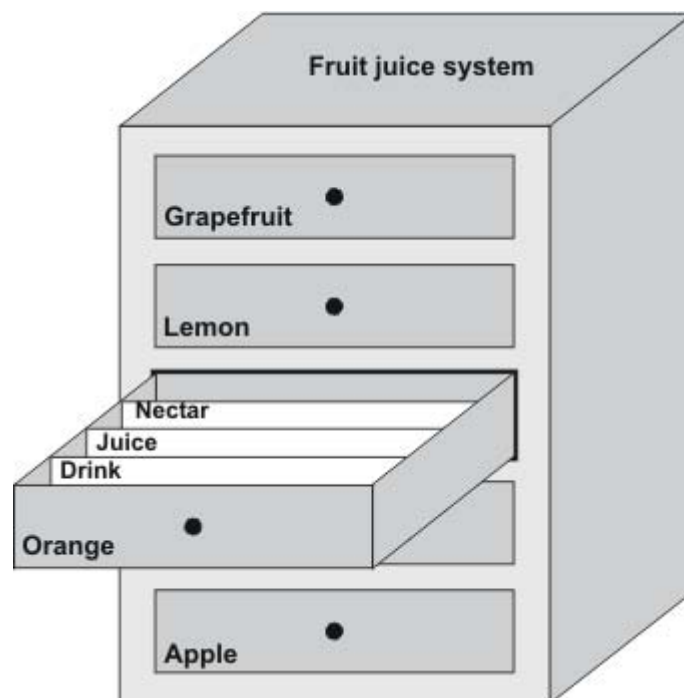 Fruit juice system
Grapefruit
Lemon
Nectar
Juice
Drink
Orange
Apple